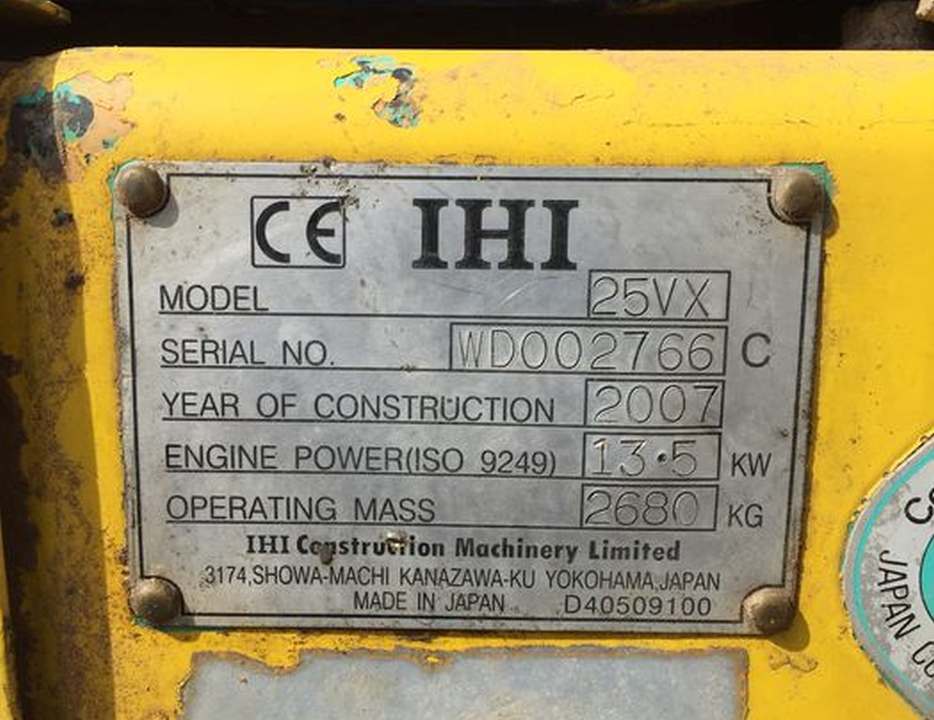 CE IHI
MODEL 25VX
SERIAL NO. WD002766 C
YEAR OF CONSTRUCTION 2007
ENGINE POWER(ISO 9249) 13·5 KW
OPERATING MASS 2680 KG
IHI Construction Machinery Limited
3174,SHOWA-MACHI KANAZAWA-KU YOKOHAMA,JAPAN
MADE IN JAPAN D40509100
JAPAN